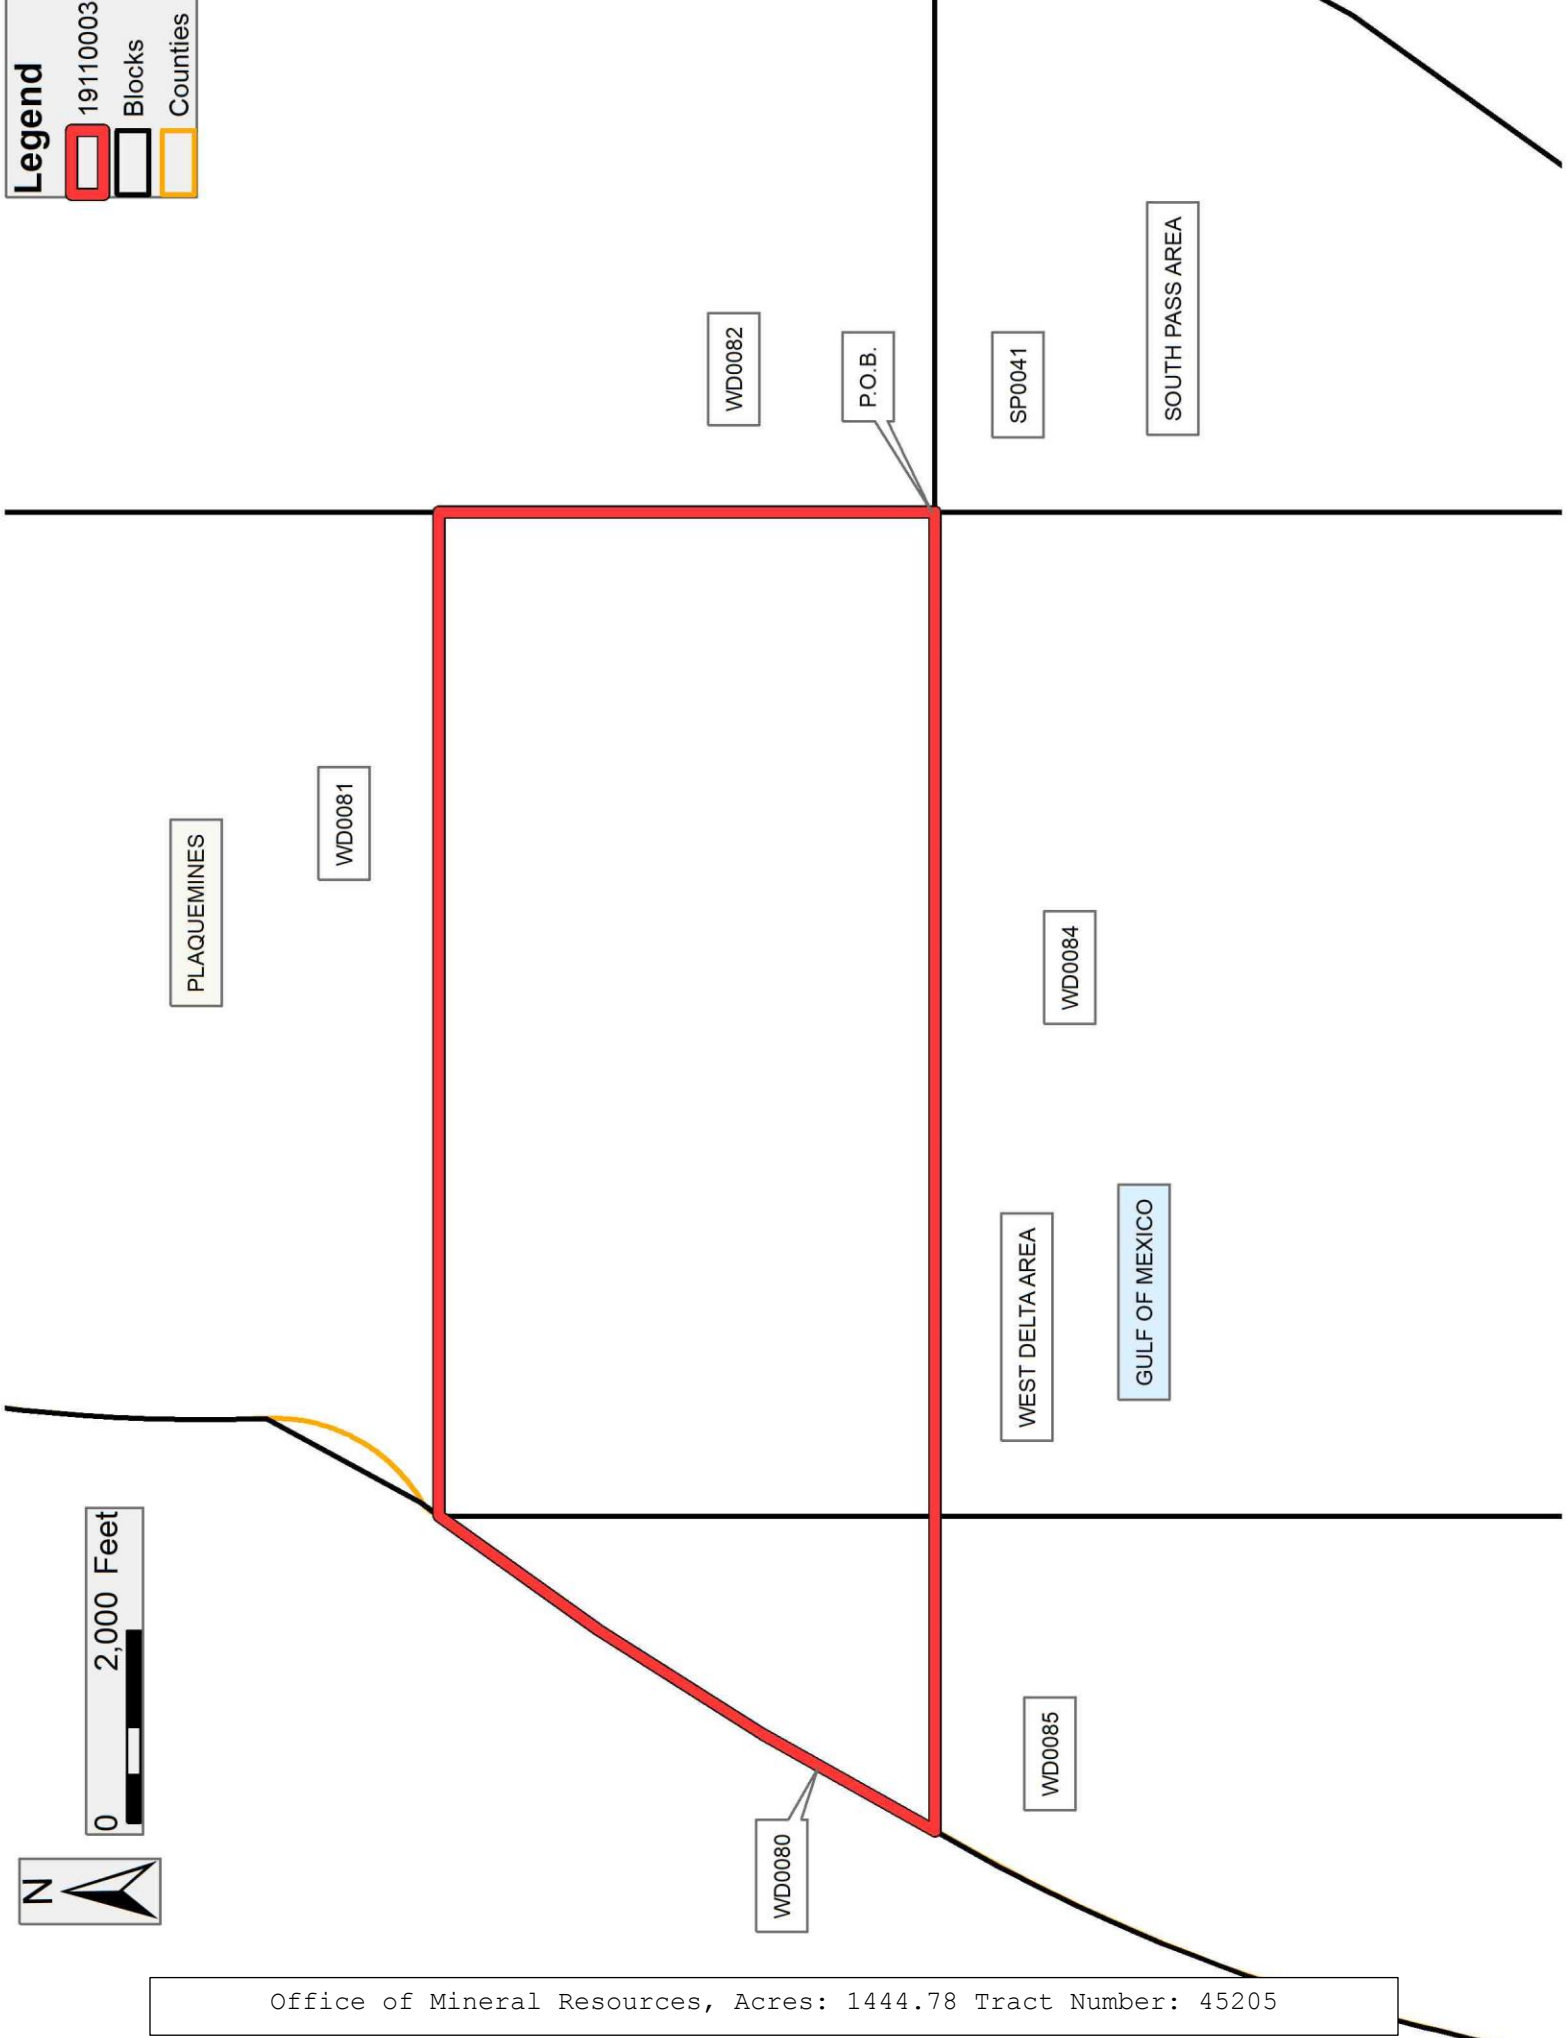 N
0 2,000 Feet
Legend
19110003
Blocks
Counties
PLAQUEMINES
WD0081
WD0082
P.O.B.
WD0080
SP0041
SOUTH PASS AREA
WD0084
WEST DELTA AREA
GULF OF MEXICO
WD0085
Office of Mineral Resources, Acres: 1444.78 Tract Number: 45205